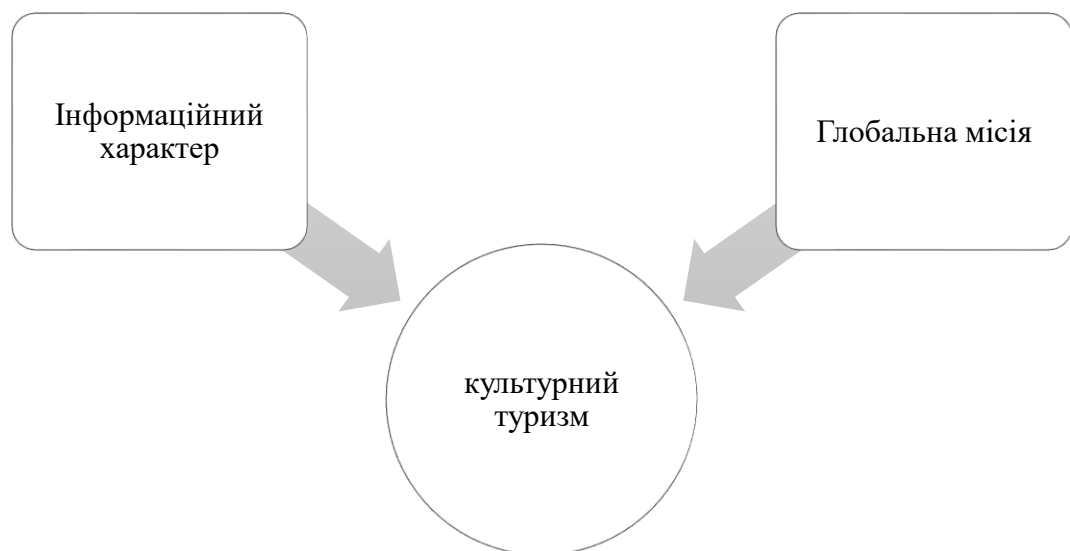 Інформаційний
характер
Глобальна місія
культурний
туризм